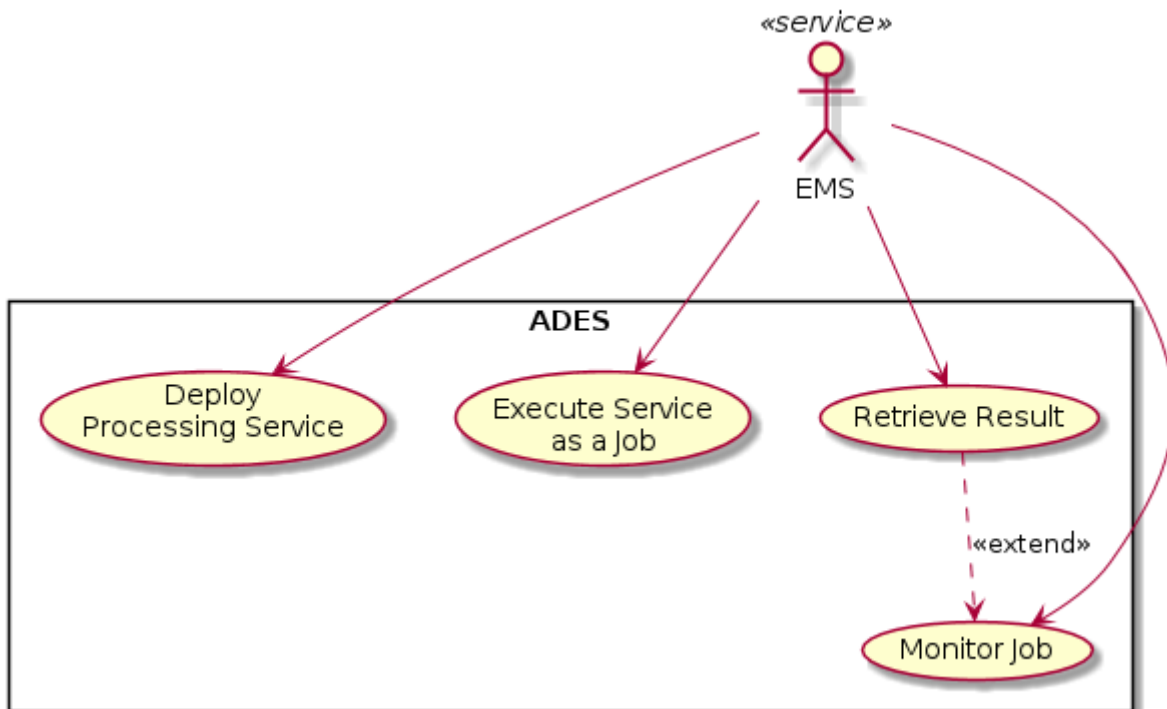 «service»
EMS
ADES
Deploy
Processing Service
Execute Service
as a Job
Retrieve Result
«extend»
Monitor Job